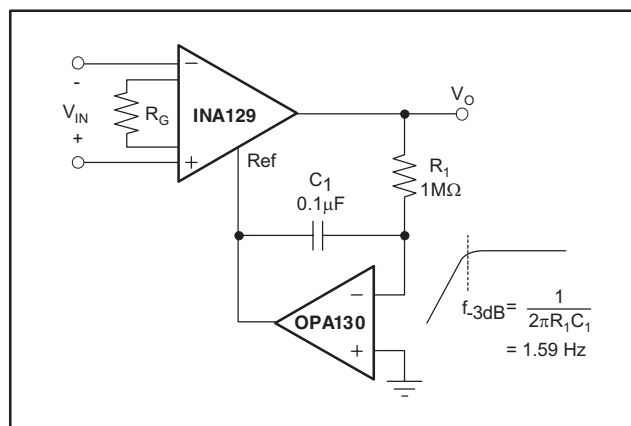 V_O
-
V_IN
+
R_G
−
INA129
+
Ref
R_1
1MΩ
C_1
0.1μF
−
OPA130
+
f_-3dB = 1 / 2πR_1C_1
= 1.59 Hz